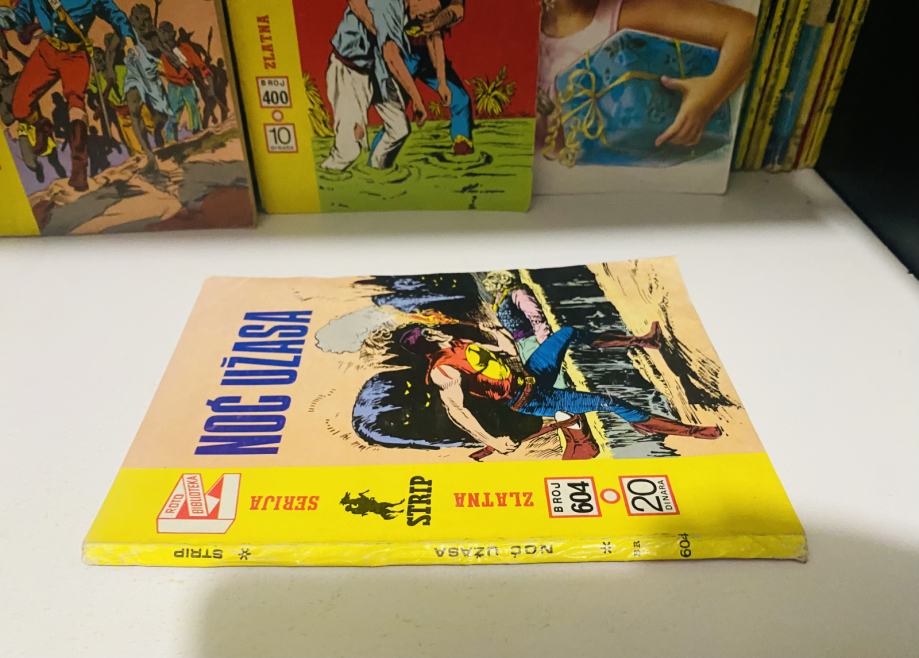 ZLATNA
BROJ
400
10
DINARA
NOĆ UŽASA
ROTO
BIBLIOTEKA
SERIJA
STRIP
ZLATNA
BROJ
604
20
DINARA
STRIP * NOĆ UŽASA * BR 604